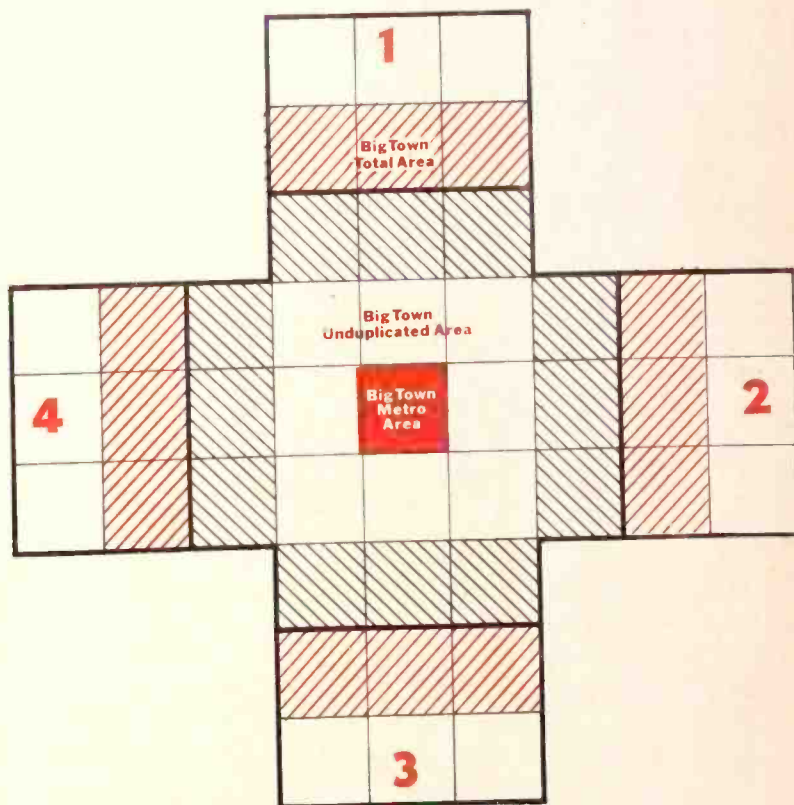 1
Big Town
Total Area
Big Town
Unduplicated Area
Big Town
Metro
Area
4
2
3